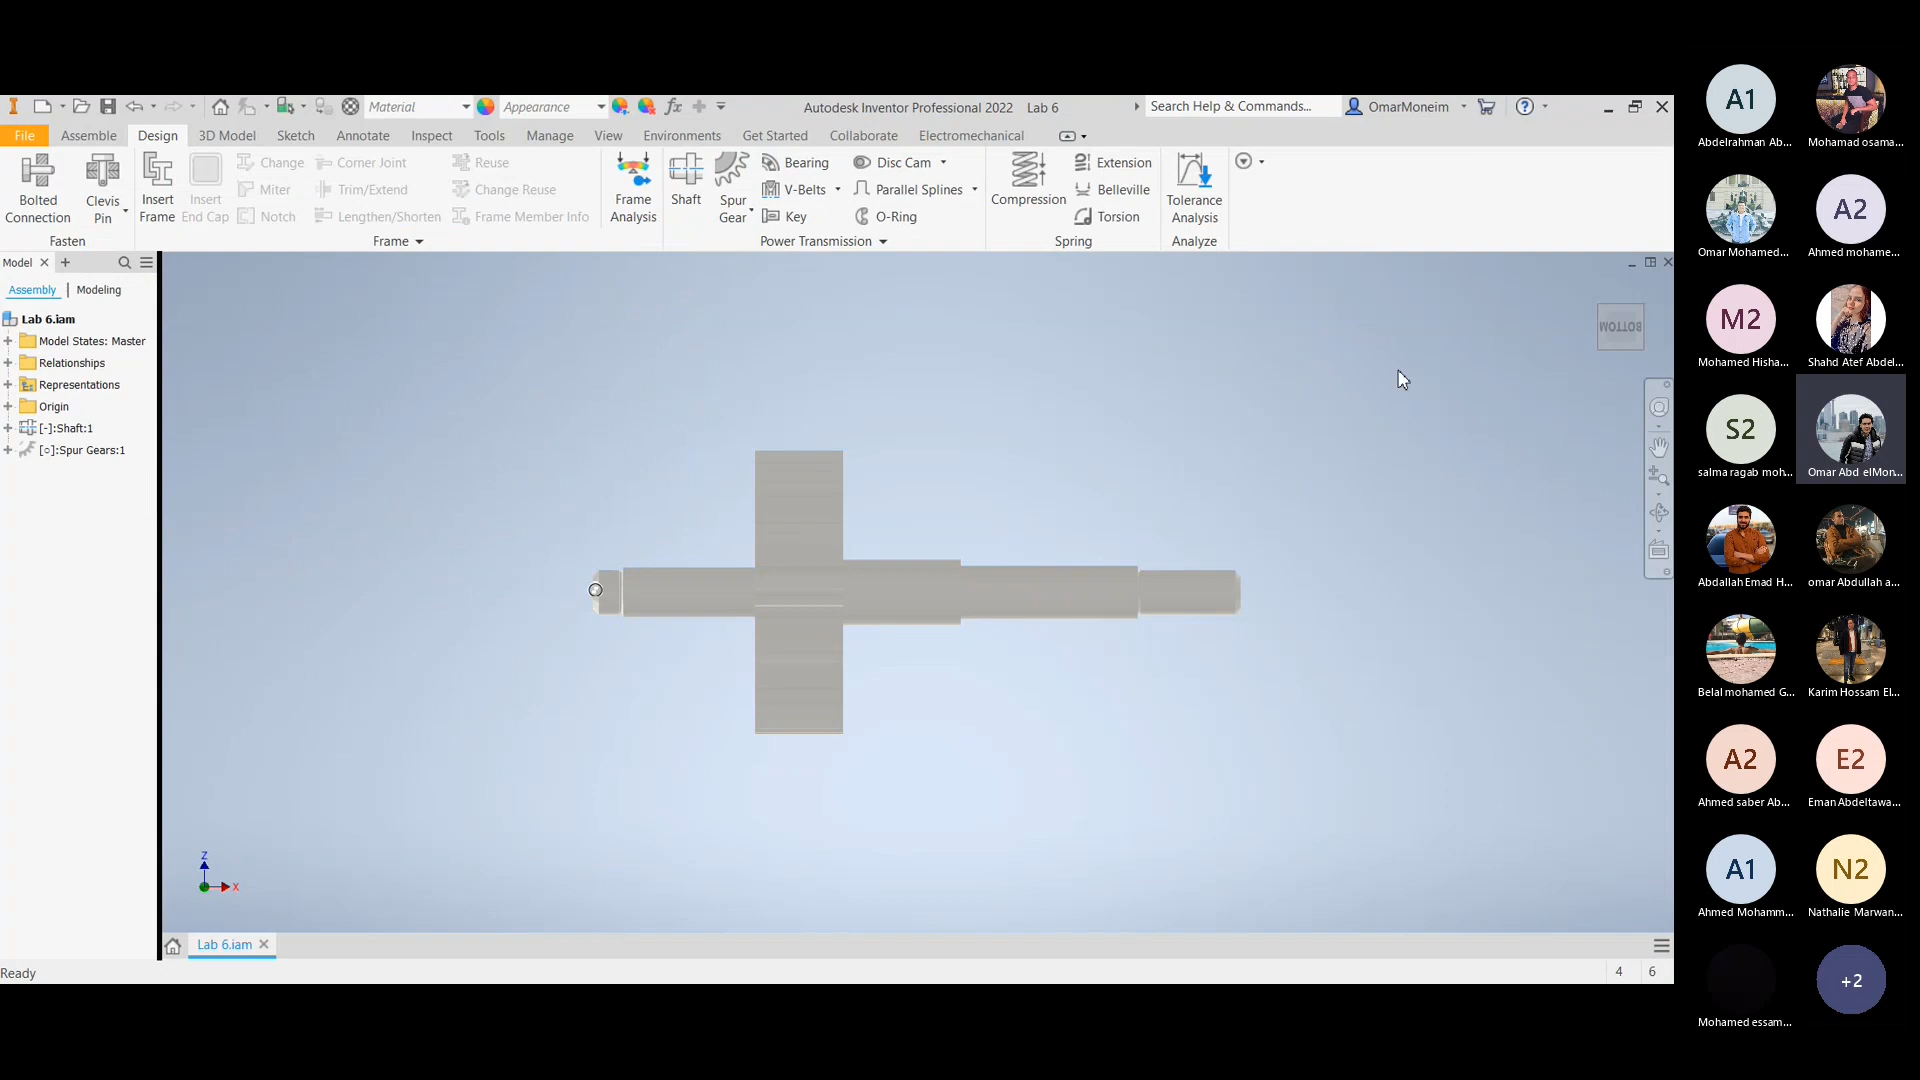 Material
Appearance
Autodesk Inventor Professional 2022 Lab 6
Search Help & Commands...
OmarMoneim
File Assemble Design 3D Model Sketch Annotate Inspect Tools Manage View Environments Get Started Collaborate Electromechanical
Bolted Connection
Clevis Pin
Fasten
Insert Frame
Insert End Cap
Change
Miter
Notch
Corner Joint
Trim/Extend
Lengthen/Shorten
Reuse
Change Reuse
Frame Member Info
Frame
Frame Analysis
Shaft
Spur Gear
Bearing
V-Belts
Key
Disc Cam
Parallel Splines
O-Ring
Power Transmission
Compression
Extension
Belleville
Torsion
Spring
Tolerance Analysis
Analyze
Model
Assembly | Modeling
Lab 6.iam
Model States: Master
Relationships
Representations
Origin
[-]:Shaft:1
[○]:Spur Gears:1
BOTTOM
Z
X
Lab 6.iam
Ready
4 6
A1
Abdelrahman Ab...
Mohamad osama...
Omar Mohamed...
A2
Ahmed mohame...
M2
Mohamed Hisha...
Shahd Atef Abdel...
S2
salma ragab moh...
Omar Abd elMon...
Abdallah Emad H...
omar Abdullah a...
Belal mohamed G...
Karim Hossam El...
A2
Ahmed saber Ab...
E2
Eman Abdeltawa...
A1
Ahmed Mohamm...
N2
Nathalie Marwan...
Mohamed essam...
+2